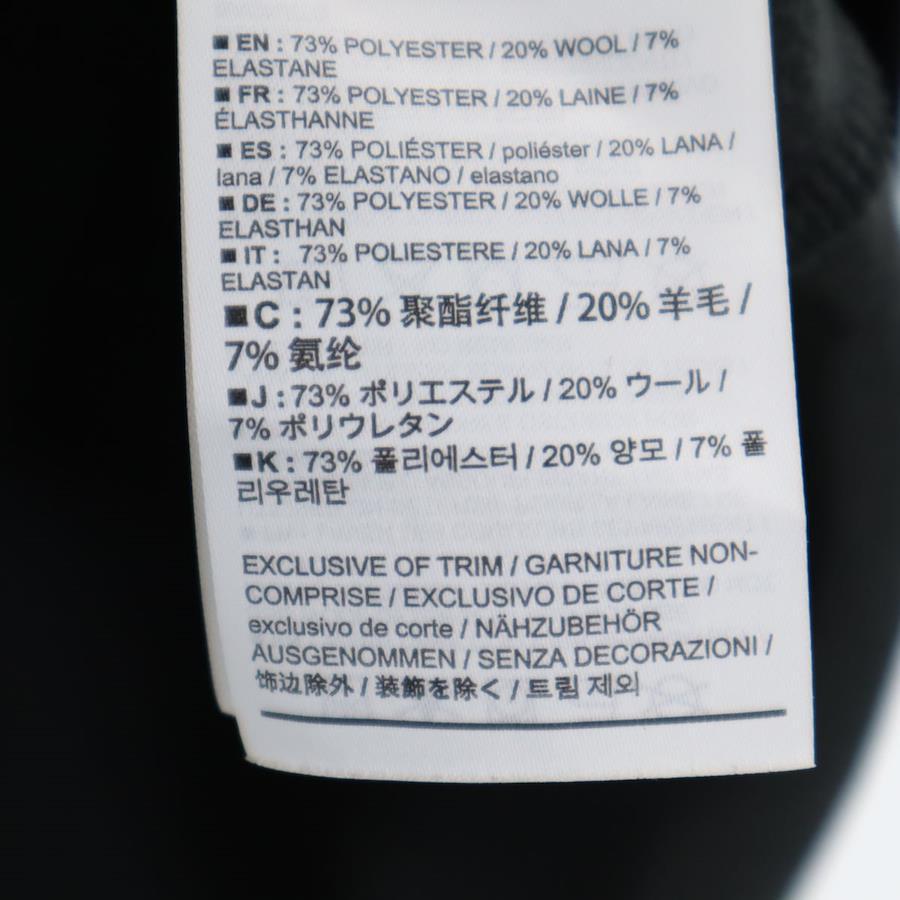 ■ EN : 73% POLYESTER / 20% WOOL / 7%
ELASTANE
■ FR : 73% POLYESTER / 20% LAINE / 7%
ÉLASTHANNE
■ ES : 73% POLIÉSTER / poliéster / 20% LANA /
lana / 7% ELASTANO / elastano
■ DE : 73% POLYESTER / 20% WOLLE / 7%
ELASTHAN
■ IT : 73% POLIESTERE / 20% LANA / 7%
ELASTAN
■ C : 73% 聚酯纤维 / 20% 羊毛 /
7% 氨纶
■ J : 73% ポリエステル / 20% ウール /
7% ポリウレタン
■ K : 73% 폴리에스터 / 20% 양모 / 7% 폴
리우레탄
EXCLUSIVE OF TRIM / GARNITURE NON-
COMPRISE / EXCLUSIVO DE CORTE /
exclusivo de corte / NÄHZUBEHÖR
AUSGENOMMEN / SENZA DECORAZIONI /
饰边除外 / 装飾を除く / 트림 제외